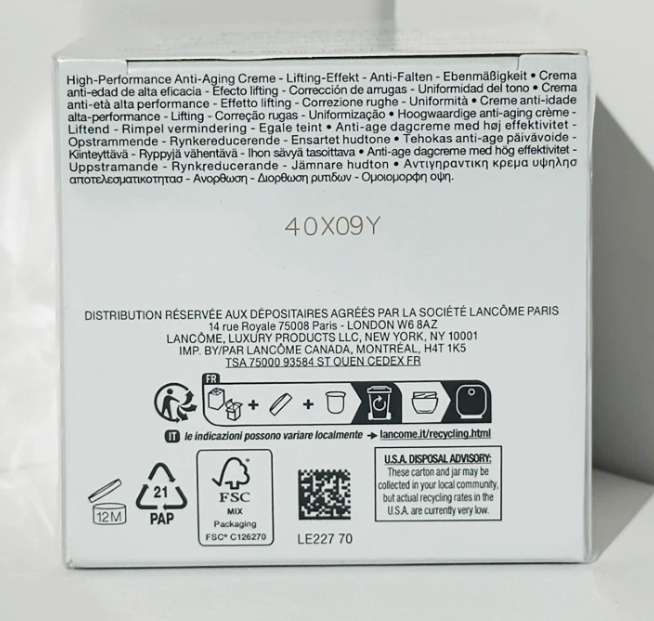 High-Performance Anti-Aging Creme - Lifting-Effekt - Anti-Falten - Ebenmäßigkeit • Crema
anti-edad de alta eficacia - Efecto lifting - Corrección de arrugas - Uniformidad del tono • Crema
anti-età alta performance - Effetto lifting - Correzione rughe - Uniformità • Creme anti-idade
alta-performance - Lifting - Correção rugas - Uniformização • Hoogwaardige anti-aging crème -
Liftend - Rimpel vermindering - Egale teint • Anti-age dagcreme med høj effektivitet -
Opstrammende - Rynkereducerende - Ensartet hudtone • Tehokas anti-age päivävoide -
Kiinteyttävä - Ryppyjä vähentävä - Ihon sävyä tasoittava • Anti-age dagcreme med hög effektivitet -
Uppstramande - Rynkreducerande - Jämnare hudton • Αντιγηραντικη κρεμα υψηλησ
αποτελεσματικοτητασ - Ανορθωση - Διορθωση ρυτιδων - Ομοιομορφη οψη.
40X09Y
DISTRIBUTION RÉSERVÉE AUX DÉPOSITAIRES AGRÉÉS PAR LA SOCIÉTÉ LANCÔME PARIS
14 rue Royale 75008 Paris - LONDON W6 8AZ
LANCÔME, LUXURY PRODUCTS LLC, NEW YORK, NY 10001
IMP. BY/PAR LANCÔME CANADA, MONTRÉAL, H4T 1K5
TSA 75000 93584 ST OUEN CEDEX FR
FR
+ +
IT le indicazioni possono variare localmente → lancome.it/recycling.html
12M
21
PAP
FSC
MIX
Packaging
FSC® C126270
LE227 70
U.S.A. DISPOSAL ADVISORY:
These carton and jar may be
collected in your local community,
but actual recycling rates in the
U.S.A. are currently very low.